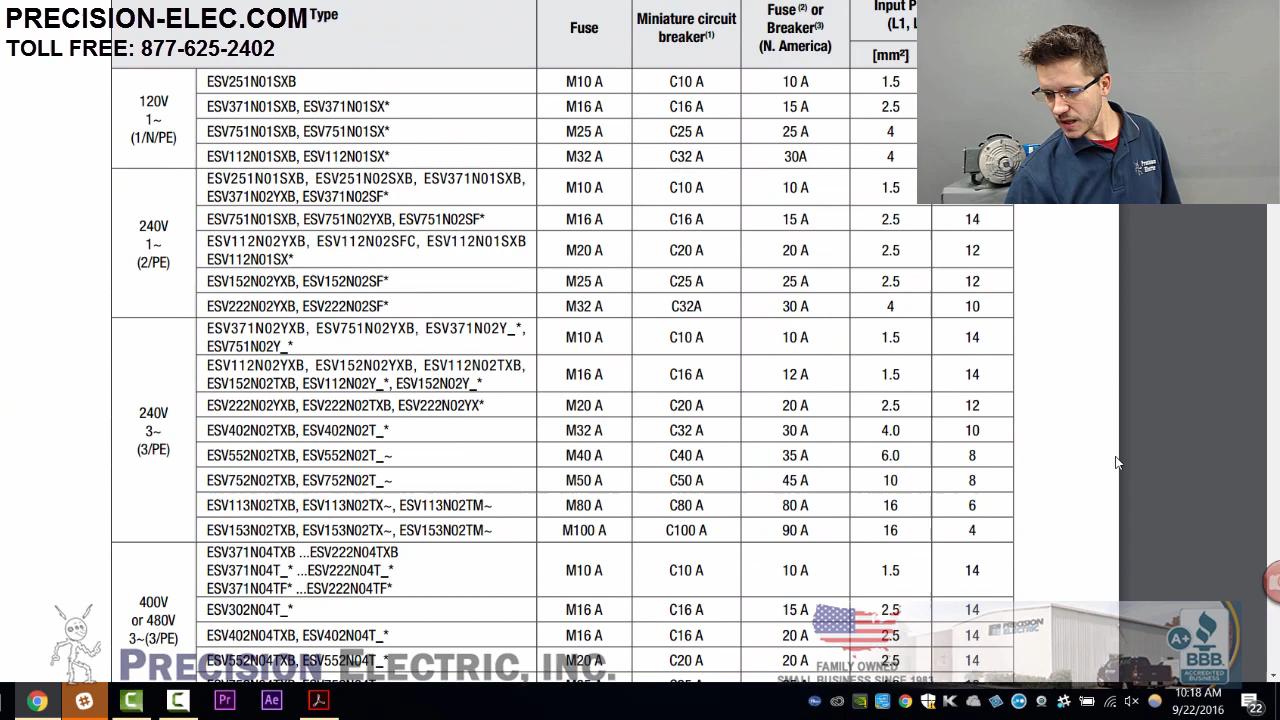 PRECISION-ELEC.COM
TOLL FREE: 877-625-2402
Type
Fuse
Miniature circuit
breaker(1)
Fuse (2) or
Breaker(3)
(N. America)
Input P
(L1, L
[mm²]
120V
1~
(1/N/PE)
ESV251N01SXB M10 A C10 A 10 A 1.5
ESV371N01SXB, ESV371N01SX* M16 A C16 A 15 A 2.5
ESV751N01SXB, ESV751N01SX* M25 A C25 A 25 A 4
ESV112N01SXB, ESV112N01SX* M32 A C32 A 30A 4
240V
1~
(2/PE)
ESV251N01SXB, ESV251N02SXB, ESV371N01SXB,
ESV371N02YXB, ESV371N02SF* M10 A C10 A 10 A 1.5
ESV751N01SXB, ESV751N02YXB, ESV751N02SF* M16 A C16 A 15 A 2.5 14
ESV112N02YXB, ESV112N02SFC, ESV112N01SXB
ESV112N01SX* M20 A C20 A 20 A 2.5 12
ESV152N02YXB, ESV152N02SF* M25 A C25 A 25 A 2.5 12
ESV222N02YXB, ESV222N02SF* M32 A C32A 30 A 4 10
240V
3~
(3/PE)
ESV371N02YXB, ESV751N02YXB, ESV371N02Y_*,
ESV751N02Y_* M10 A C10 A 10 A 1.5 14
ESV112N02YXB, ESV152N02YXB, ESV112N02TXB,
ESV152N02TXB, ESV112N02Y_*, ESV152N02Y_* M16 A C16 A 12 A 1.5 14
ESV222N02YXB, ESV222N02TXB, ESV222N02YX* M20 A C20 A 20 A 2.5 12
ESV402N02TXB, ESV402N02T_* M32 A C32 A 30 A 4.0 10
ESV552N02TXB, ESV552N02T_~ M40 A C40 A 35 A 6.0 8
ESV752N02TXB, ESV752N02T_~ M50 A C50 A 45 A 10 8
ESV113N02TXB, ESV113N02TX~, ESV113N02TM~ M80 A C80 A 80 A 16 6
ESV153N02TXB, ESV153N02TX~, ESV153N02TM~ M100 A C100 A 90 A 16 4
400V
or 480V
3~(3/PE)
ESV371N04TXB ...ESV222N04TXB
ESV371N04T_* ...ESV222N04T_* M10 A C10 A 10 A 1.5 14
ESV371N04TF* ...ESV222N04TF*
ESV302N04T_* M16 A C16 A 15 A 2.5 14
ESV402N04TXB, ESV402N04T_* M16 A C16 A 20 A 2.5 14
ESV552N04TXB, ESV552N04T_* M20 A C20 A 20 A 2.5 14
PRECISION ELECTRIC, INC.
FAMILY OWNED
SMALL BUSINESS SINCE 1983
A+
BBB
ACCREDITED
BUSINESS
Pr
Ae
K
10:18 AM
9/22/2016
22